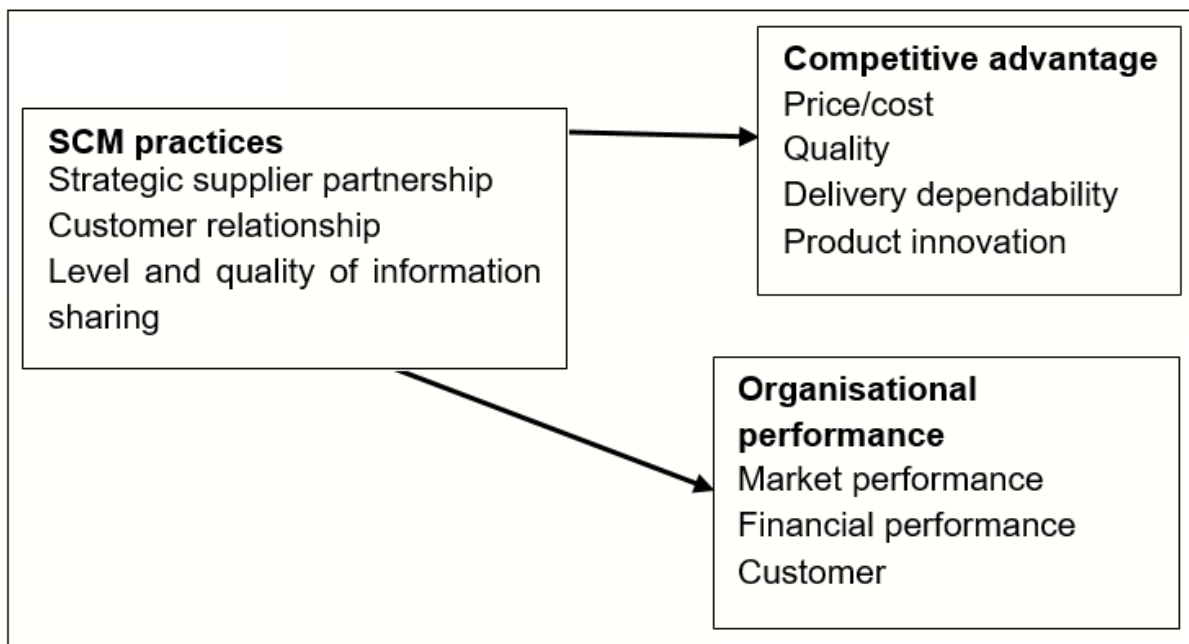 SCM practices
Strategic supplier partnership
Customer relationship
Level and quality of information
sharing
Competitive advantage
Price/cost
Quality
Delivery dependability
Product innovation
Organisational
performance
Market performance
Financial performance
Customer